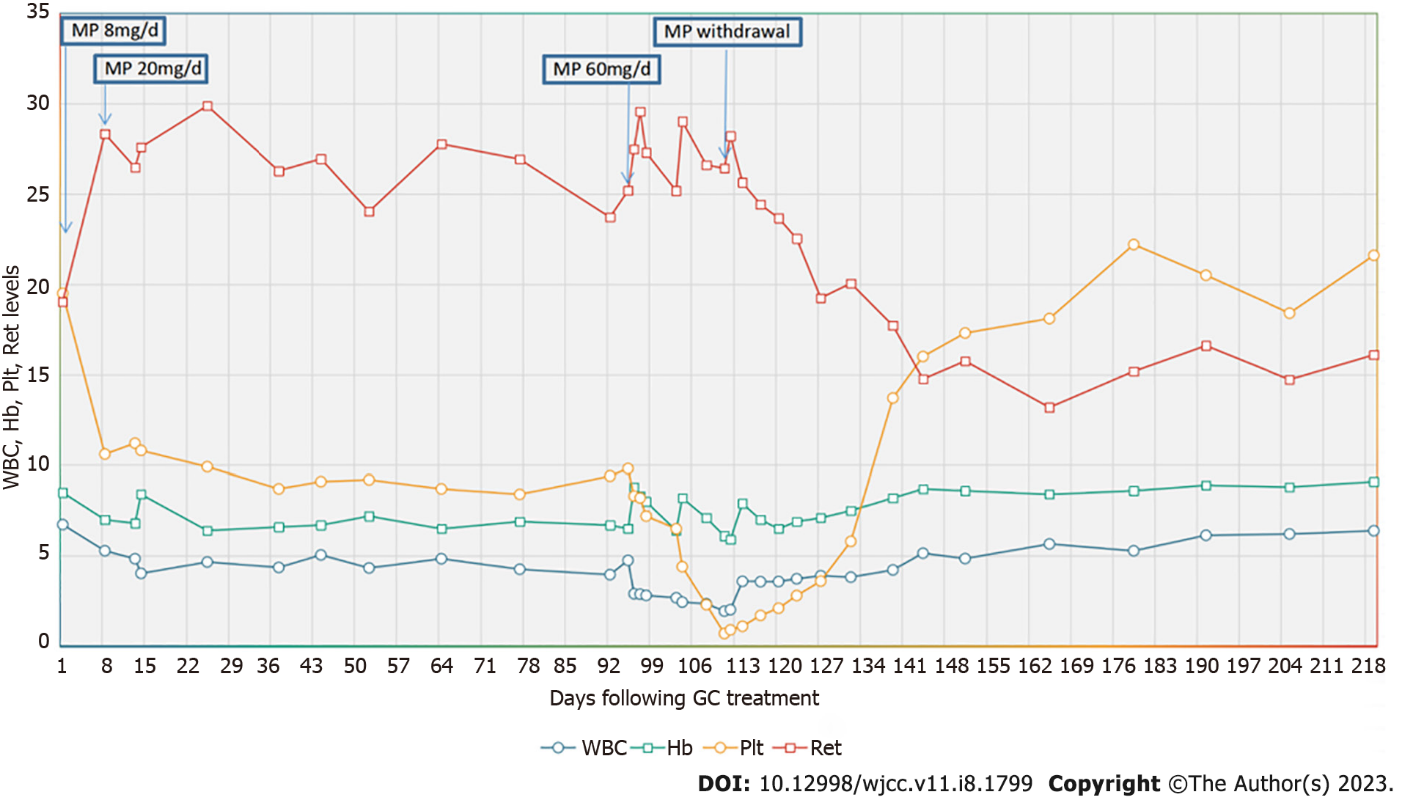 35
MP 8mg/d
MP withdrawal
MP 20mg/d
MP 60mg/d
30
25
20
15
10
5
0
WBC, Hb, Plt, Ret levels
1 8 15 22 29 36 43 50 57 64 71 78 85 92 99 106 113 120 127 134 141 148 155 162 169 176 183 190 197 204 211 218
Days following GC treatment
WBC Hb Plt Ret
DOI: 10.12998/wjcc.v11.i8.1799 Copyright ©The Author(s) 2023.